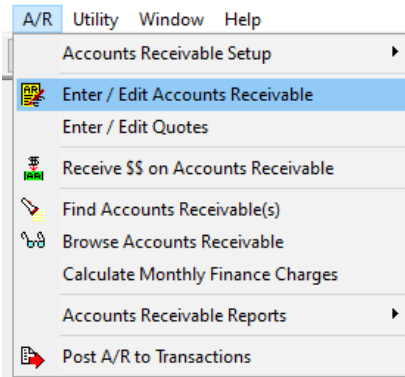 A/R Utility Window Help
Accounts Receivable Setup
Enter / Edit Accounts Receivable
Enter / Edit Quotes
Receive $$ on Accounts Receivable
Find Accounts Receivable(s)
Browse Accounts Receivable
Calculate Monthly Finance Charges
Accounts Receivable Reports
Post A/R to Transactions